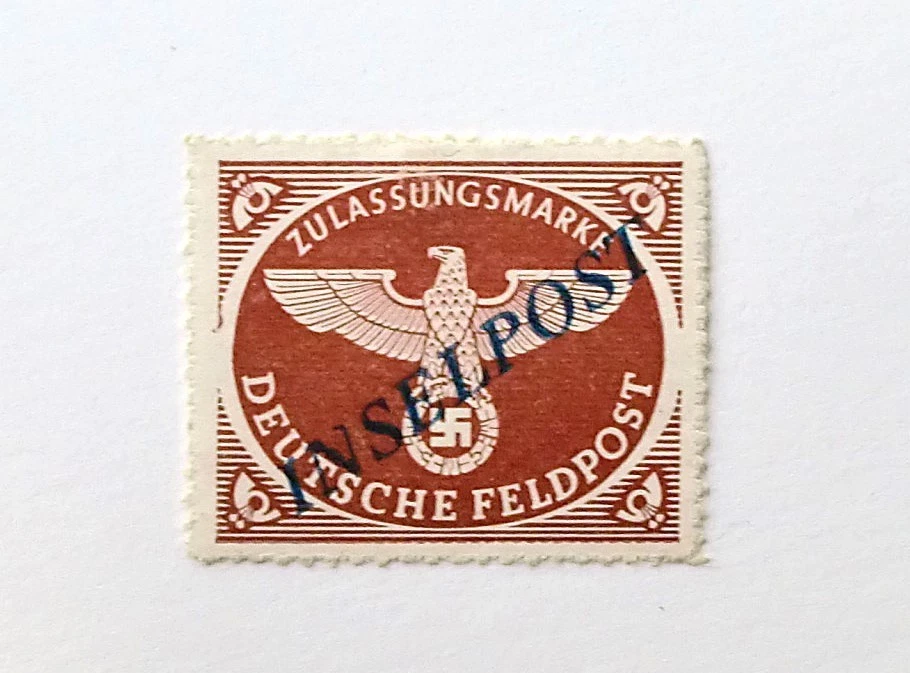 ZULASSUNGSMARKE
INSELPOST
DEUTSCHE FELDPOST